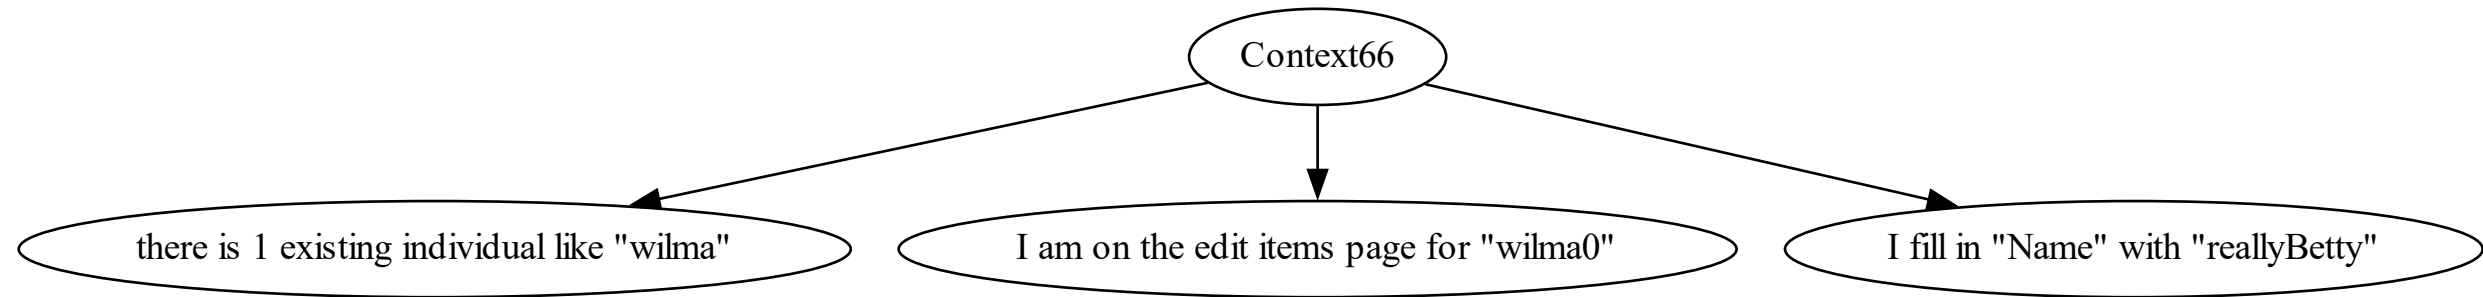 Context66
there is 1 existing individual like "wilma"
I am on the edit items page for "wilma0"
I fill in "Name" with "reallyBetty"